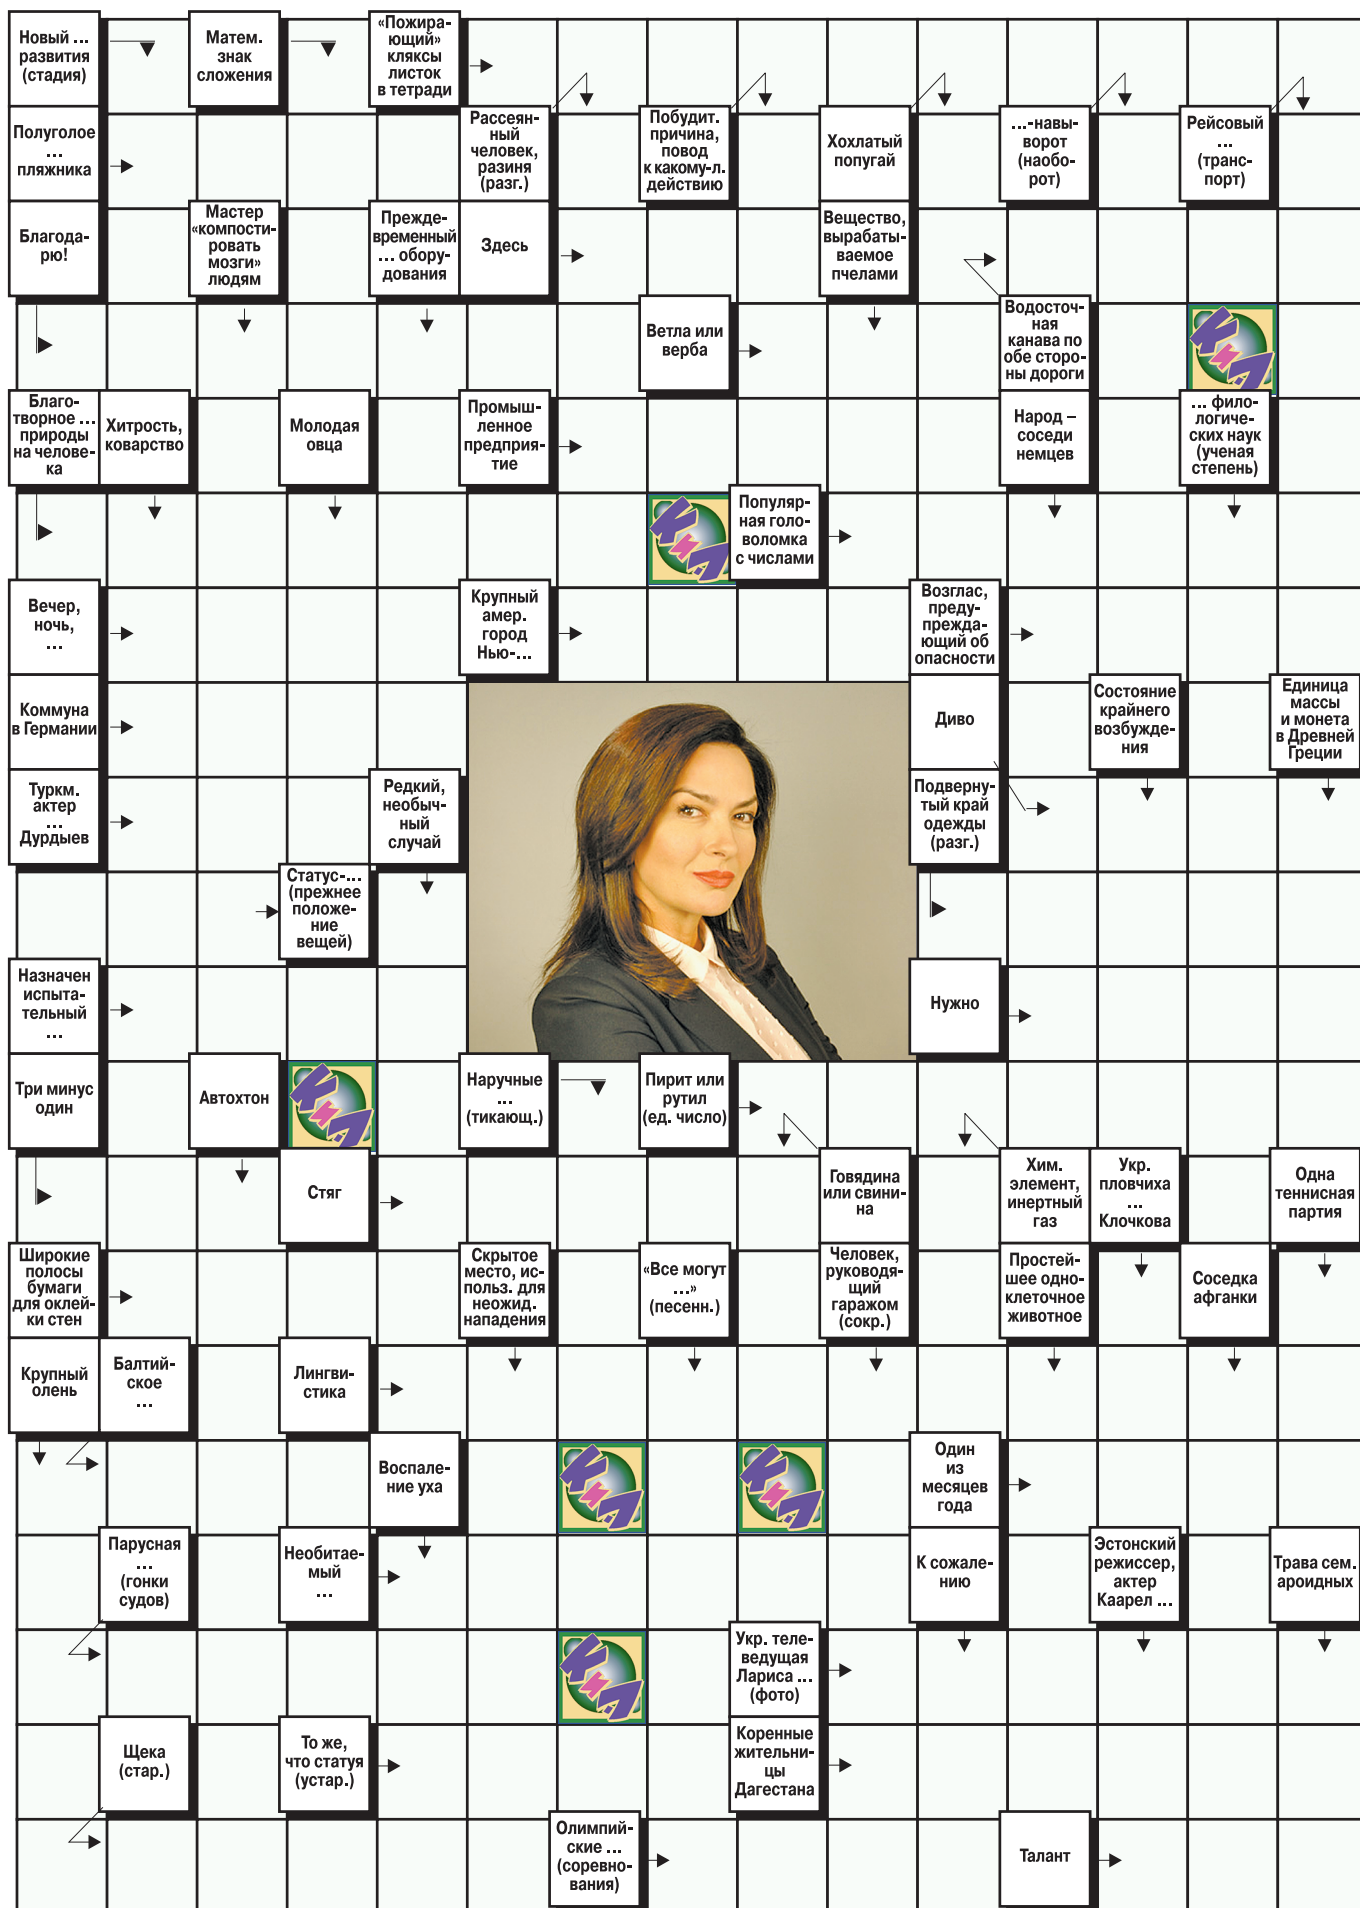 Новый ...
развития
(стадия)
Матем.
знак
сложения
«Пожира-
ющий»
кляксы
листок
в тетради
Полуголое
...
пляжника
Рассеян-
ный
человек,
разиня
(разг.)
Побудит.
причина,
повод
к какому-л.
действию
Хохлатый
попугай
...-навы-
ворот
(наобо-
рот)
Рейсовый
...
(транс-
порт)
Благода-
рю!
Мастер
«компости-
ровать
мозги»
людям
Прежде-
временный
... обору-
дования
Здесь
Вещество,
вырабаты-
ваемое
пчелами
Ветла или
верба
Водосточ-
ная
канава по
обе сторо-
ны дороги
КиЛ
Благо-
творное ...
природы
на челове-
ка
Хитрость,
коварство
Молодая
овца
Промыш-
ленное
предприя-
тие
Народ –
соседи
немцев
... фило-
логичес-
ких наук
(ученая
степень)
КиЛ
Популяр-
ная голо-
воломка
с числами
Вечер,
ночь,
...
Крупный
амер.
город
Нью-...
Возглас,
преду-
прежда-
ющий об
опасности
Коммуна
в Германии
Диво
Состояние
крайнего
возбужде-
ния
Единица
массы
и монета
в Древней
Греции
Туркм.
актер
...
Дурдыев
Редкий,
необыч-
ный
случай
Подверну-
тый край
одежды
(разг.)
Статус-...
(прежнее
положе-
ние
вещей)
Назначен
испыта-
тельный
...
Нужно
Три минус
один
Автохтон
КиЛ
Наручные
...
(тикающ.)
Пирит или
рутил
(ед. число)
Стяг
Говядина
или свини-
на
Хим.
элемент,
инертный
газ
Укр.
пловчиха
...
Клочкова
Одна
теннисная
партия
Широкие
полосы
бумаги
для оклей-
ки стен
Скрытое
место, ис-
польз. для
неожид.
нападения
«Все могут
...»
(песенн.)
Человек,
руководя-
щий
гаражом
(сокр.)
Простей-
шее одно-
клеточное
животное
Соседка
афганки
Крупный
олень
Балтий-
ское
...
Лингви-
стика
Воспале-
ние уха
КиЛ
КиЛ
Один
из
месяцев
года
Парусная
...
(гонки
судов)
Необитае-
мый
...
К сожале-
нию
Эстонский
режиссер,
актер
Каарел ...
Трава сем.
ароидных
КиЛ
Укр. теле-
ведущая
Лариса ...
(фото)
Щека
(стар.)
То же,
что статуя
(устар.)
Коренные
жительни-
цы
Дагестана
Олимпий-
ские ...
(соревно-
вания)
Талант